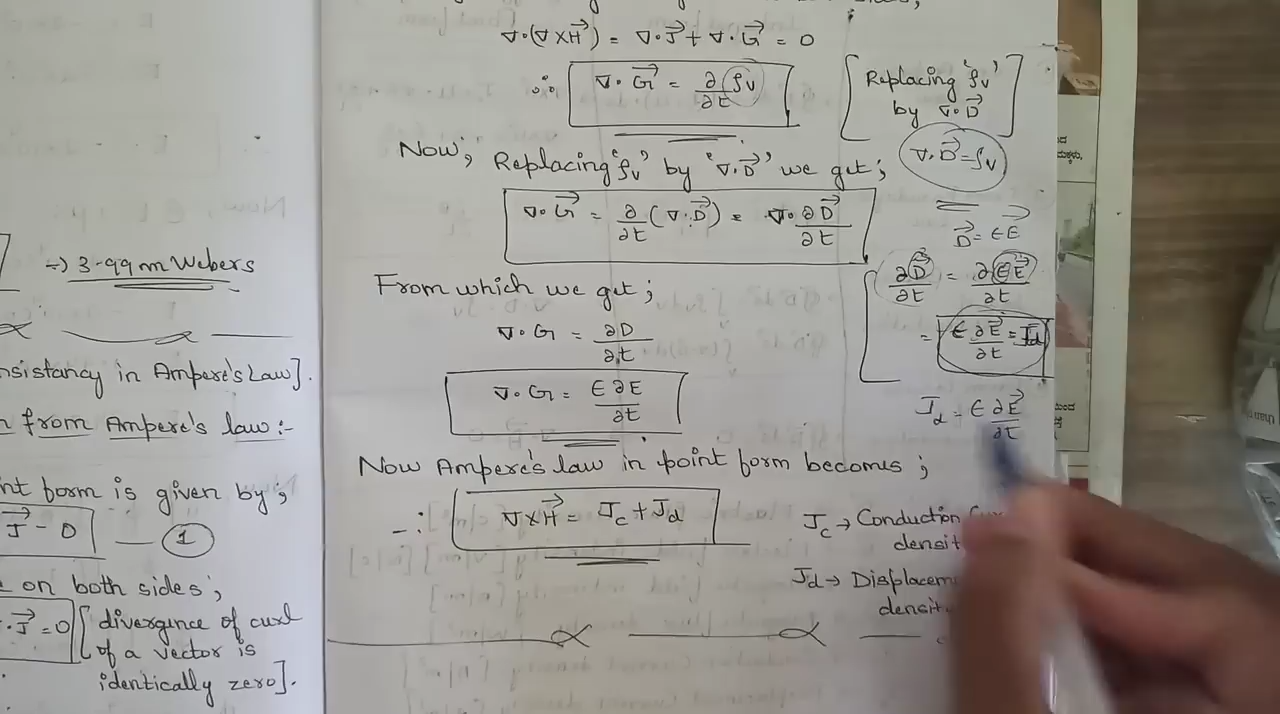 -) 3.99m Webers
nsistancy in Ampere's Law].
from Ampere's law :-
nt form is given by;
J⃗ - 0 — ①
on both sides;
·J⃗ = 0 [divergence of curl
of a vector is
identically zero].
∇·(∇×H⃗) = ∇·J⃗ + ∇·G⃗ = 0
∴ ∇·G⃗ = ∂/∂t (ρv)
[Replacing 'ρv'
by ∇·D⃗]
Now, Replacing 'ρv' by '∇·D⃗' we get;
∇·D⃗ = ρv
∇·G⃗ = ∂/∂t (∇·D⃗) = ∇·∂D⃗/∂t
D⃗ = ϵE⃗
From which we get;
∂D⃗/∂t = ∂ϵE⃗/∂t
∇·G = ∂D/∂t
= ϵ∂E⃗/∂t = Jd
∇·G = ϵ∂E/∂t
Jd = ϵ∂E⃗/∂t
Now Ampere's law in point form becomes;
∴ ∇×H⃗ = Jc + Jd
Jc → Conduction
densit
Jd → Displacem
densit